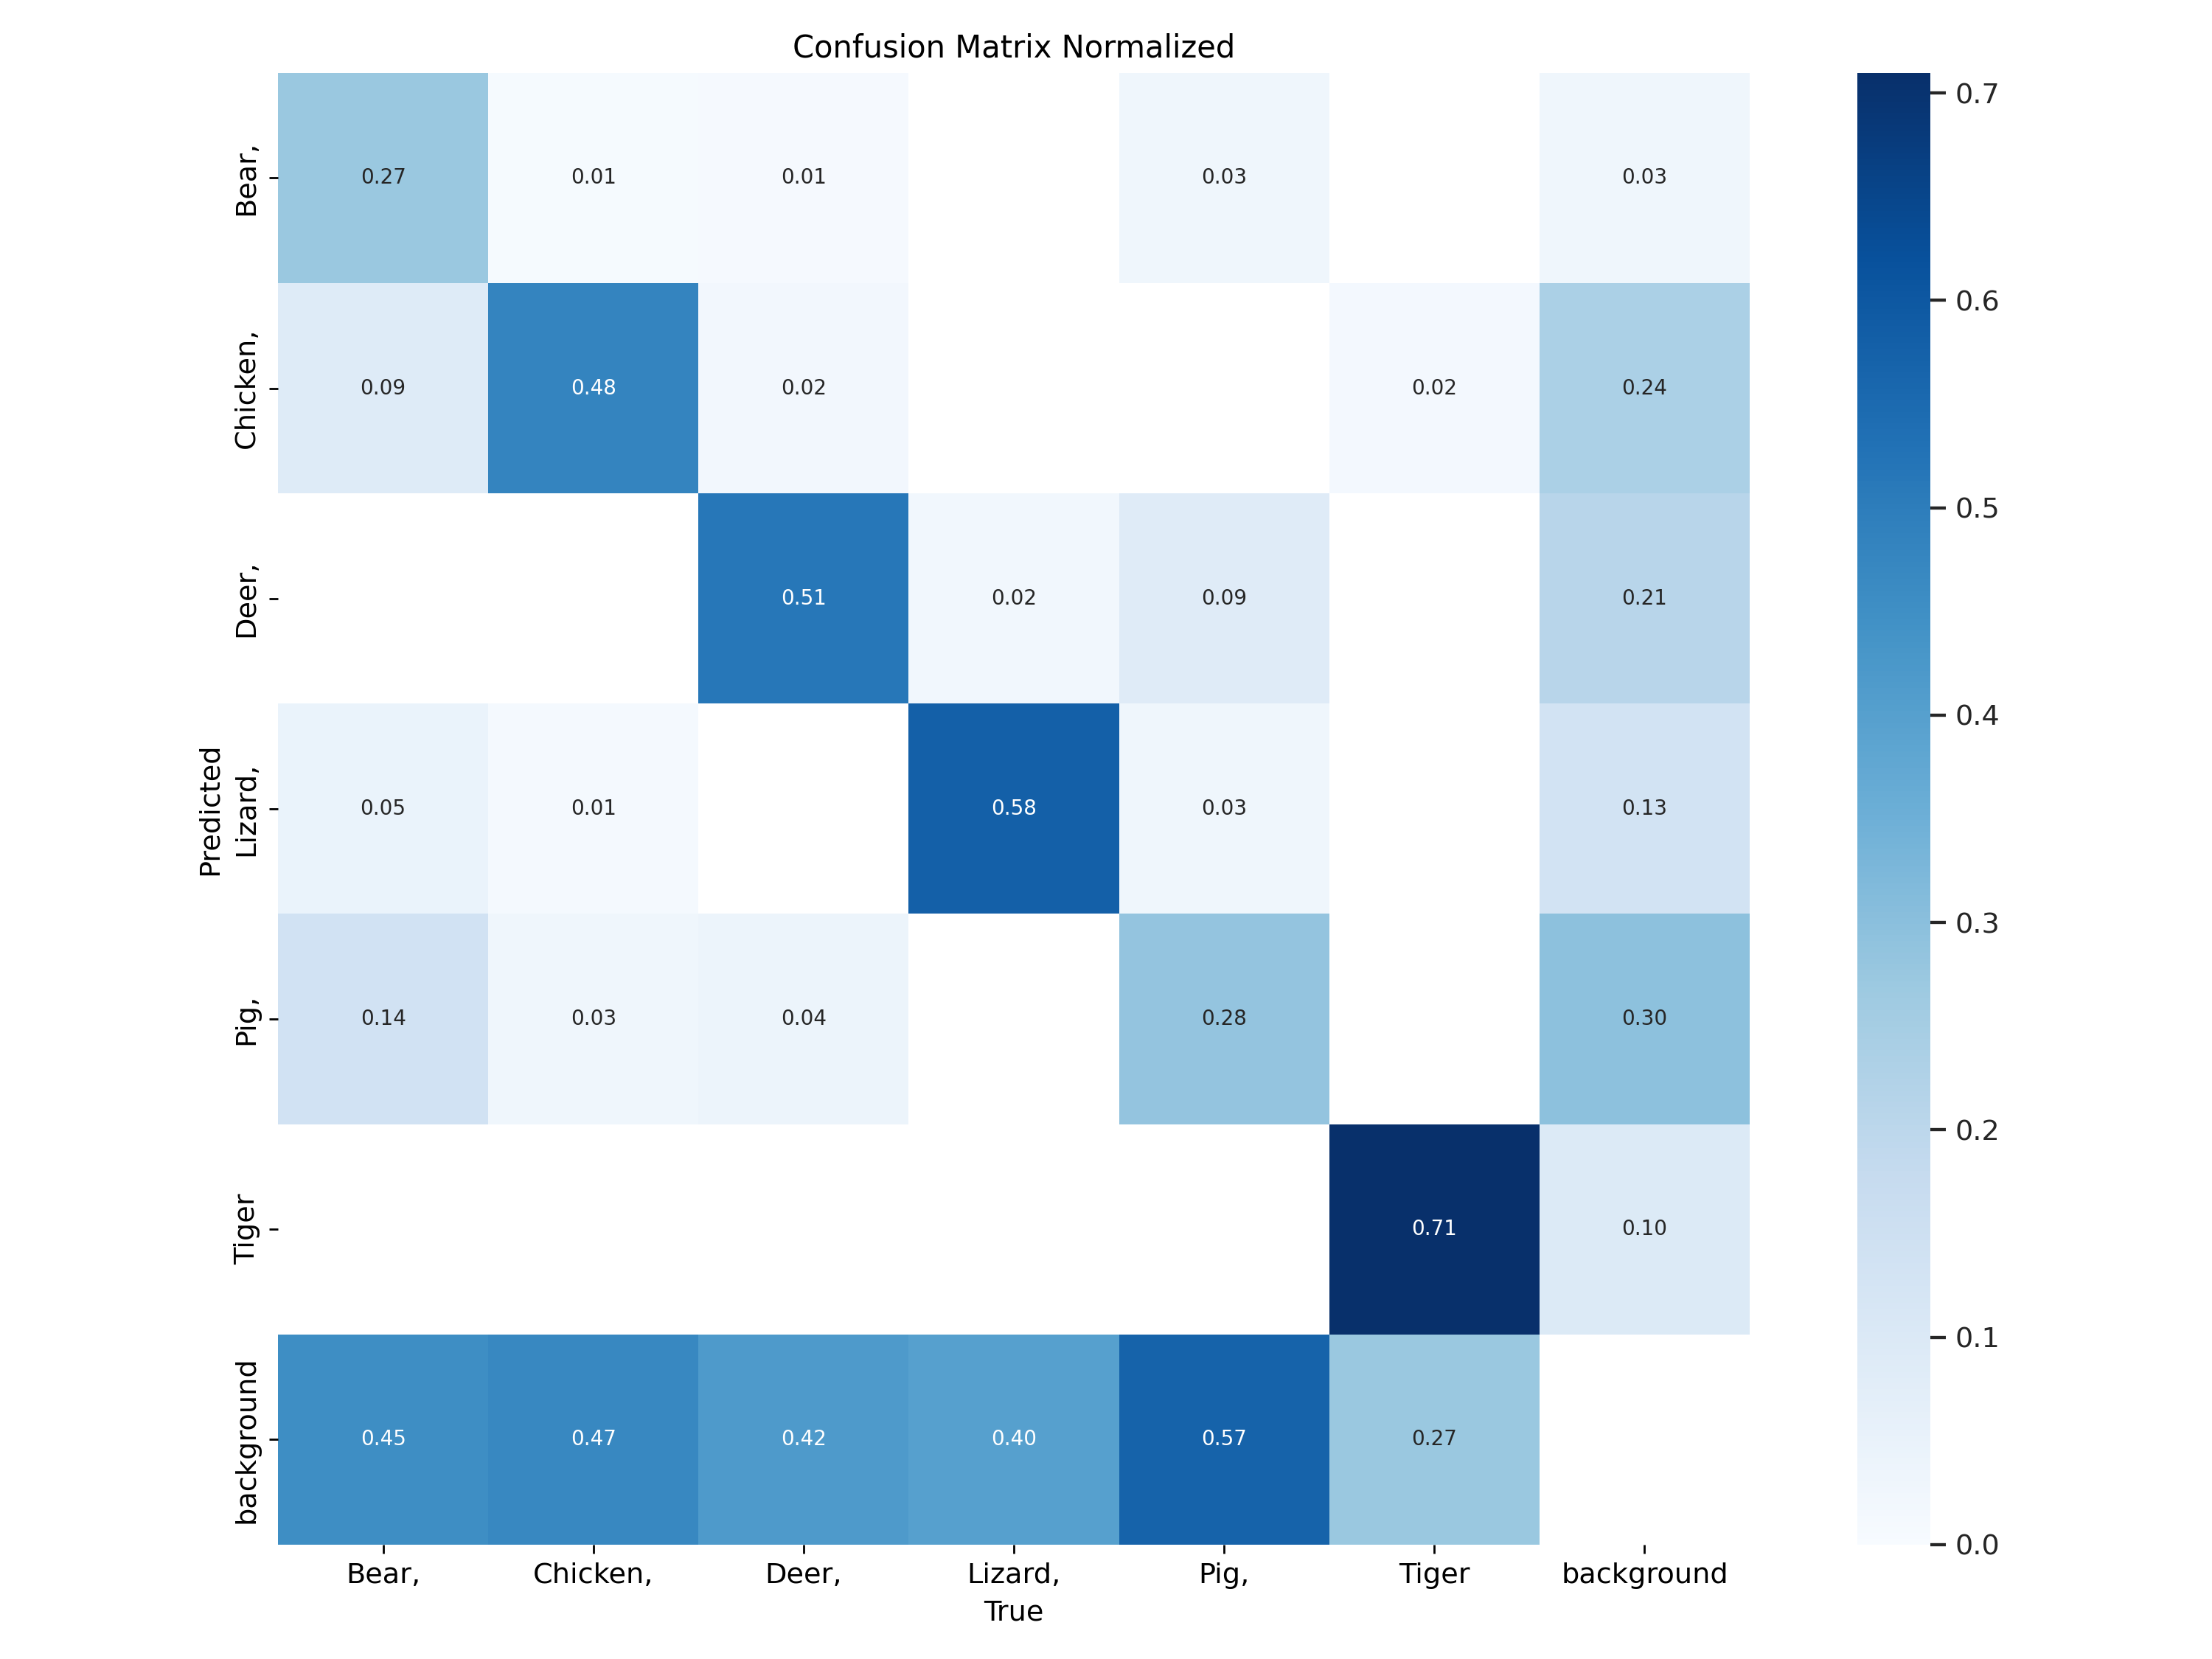 Confusion Matrix Normalized
Bear, 0.27 0.01 0.01 0.03 0.03
Chicken, 0.09 0.48 0.02 0.02 0.24
Deer, 0.51 0.02 0.09 0.21
Predicted
Lizard, 0.05 0.01 0.58 0.03 0.13
Pig, 0.14 0.03 0.04 0.28 0.30
Tiger 0.71 0.10
background 0.45 0.47 0.42 0.40 0.57 0.27
Bear, Chicken, Deer, Lizard, Pig, Tiger background
True
0.7
0.6
0.5
0.4
0.3
0.2
0.1
0.0